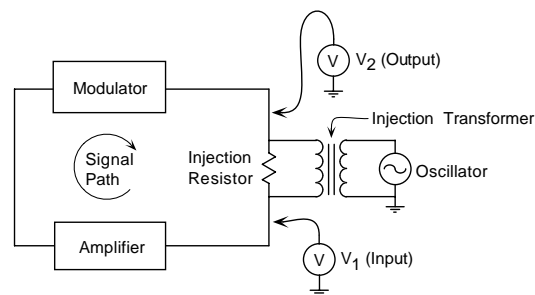 V
V2 (Output)
Modulator
Injection Transformer
Signal
Path
Injection
Resistor
Oscillator
Amplifier
V
V1 (Input)